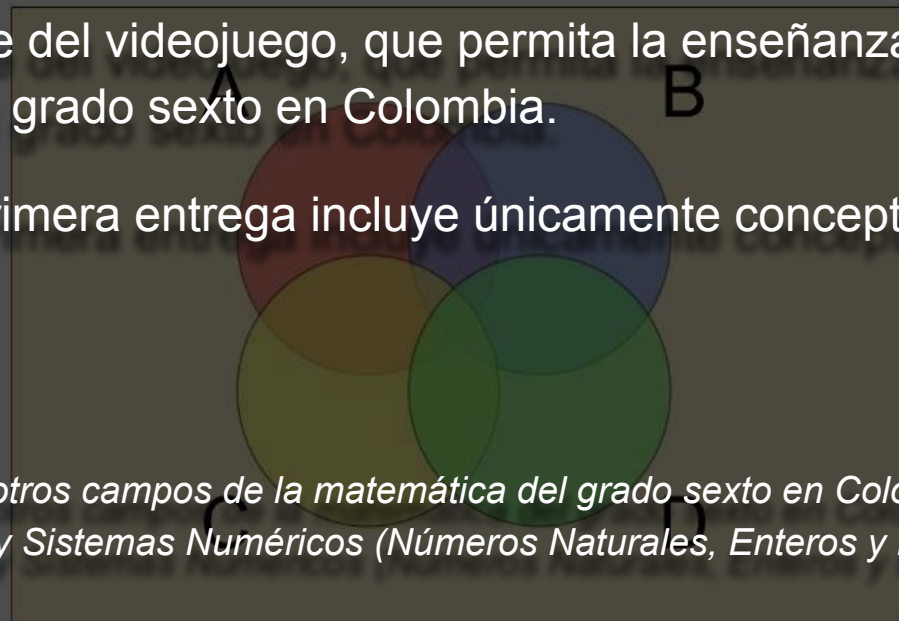 e del videojuego, que permita la enseñanza
A B
grado sexto en Colombia.
rimera entrega incluye únicamente concept
otros campos de la matemática del grado sexto en Colo
C D
y Sistemas Numéricos (Números Naturales, Enteros y